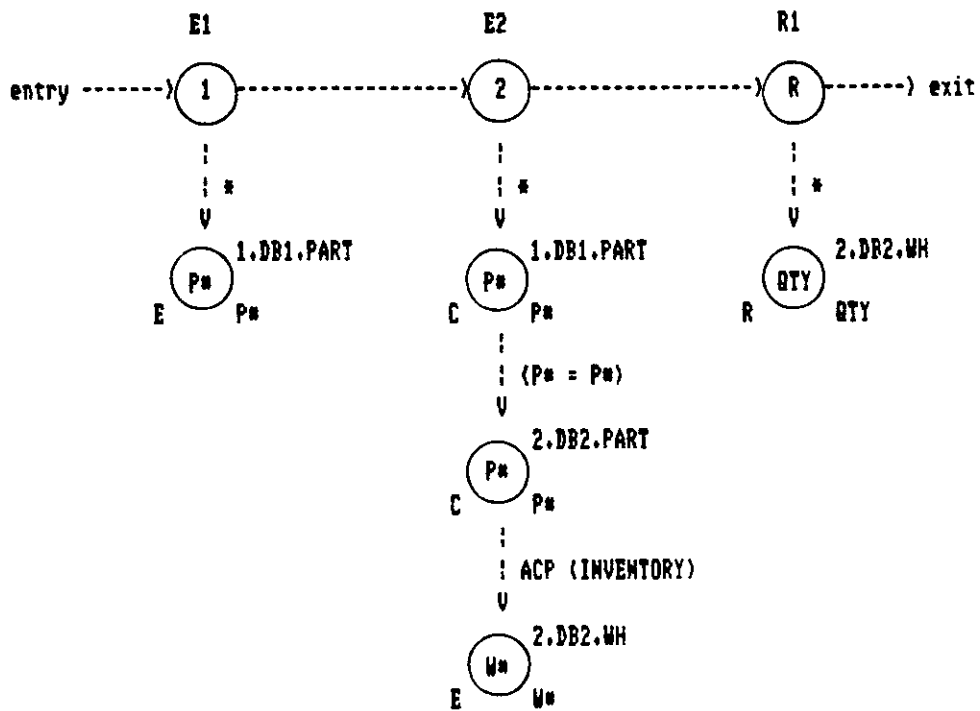 E1 E2 R1
entry 1 2 R exit
* * *
1.DB1.PART 1.DB1.PART 2.DB2.WH
P* P* QTY
E P* C P* R QTY
(P* = P*)
2.DB2.PART
P*
C P*
ACP (INVENTORY)
2.DB2.WH
W*
E W*